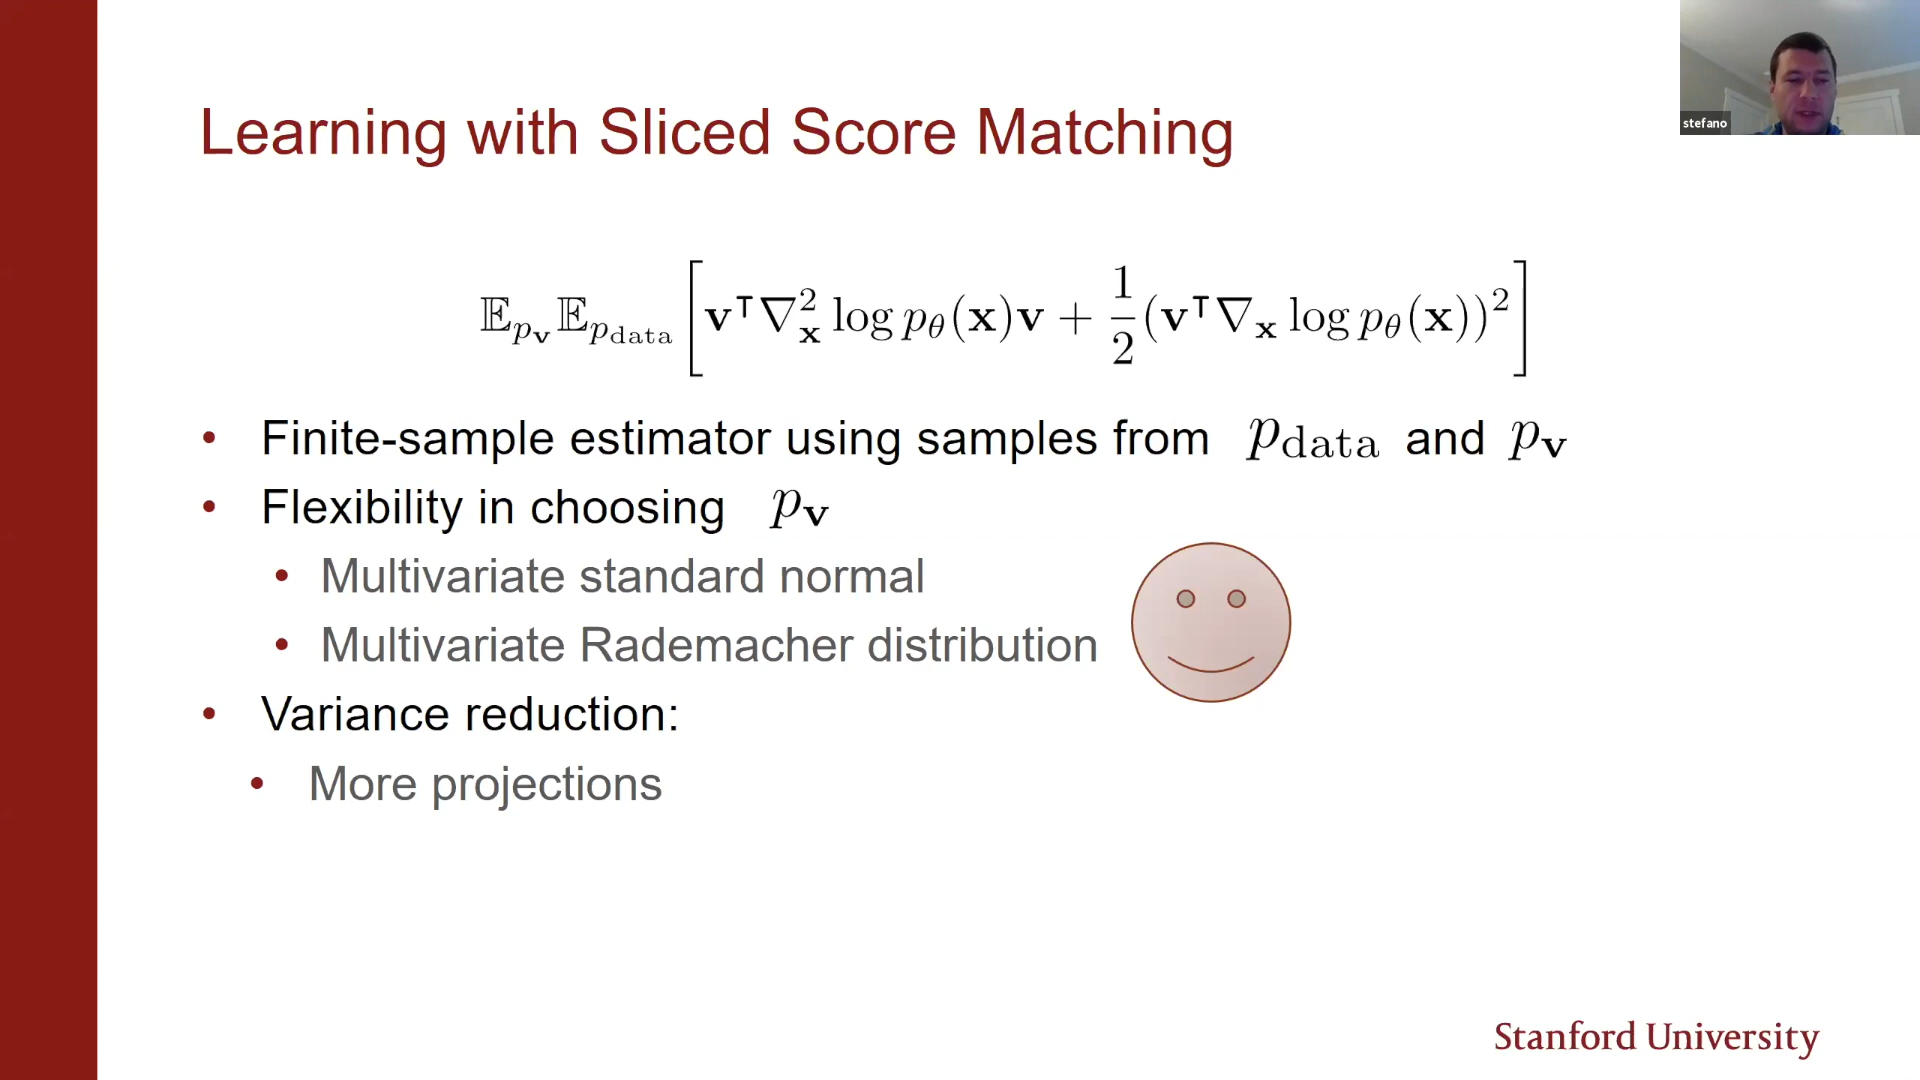 stefano
Learning with Sliced Score Matching
𝔼_{p_𝐯} 𝔼_{p_data} [ 𝐯^⊤ ∇²_𝐱 log p_θ(𝐱)𝐯 + 1/2 (𝐯^⊤ ∇_𝐱 log p_θ(𝐱))² ]
• Finite-sample estimator using samples from p_data and p_𝐯
• Flexibility in choosing p_𝐯
• Multivariate standard normal
• Multivariate Rademacher distribution
• Variance reduction:
• More projections
Stanford University